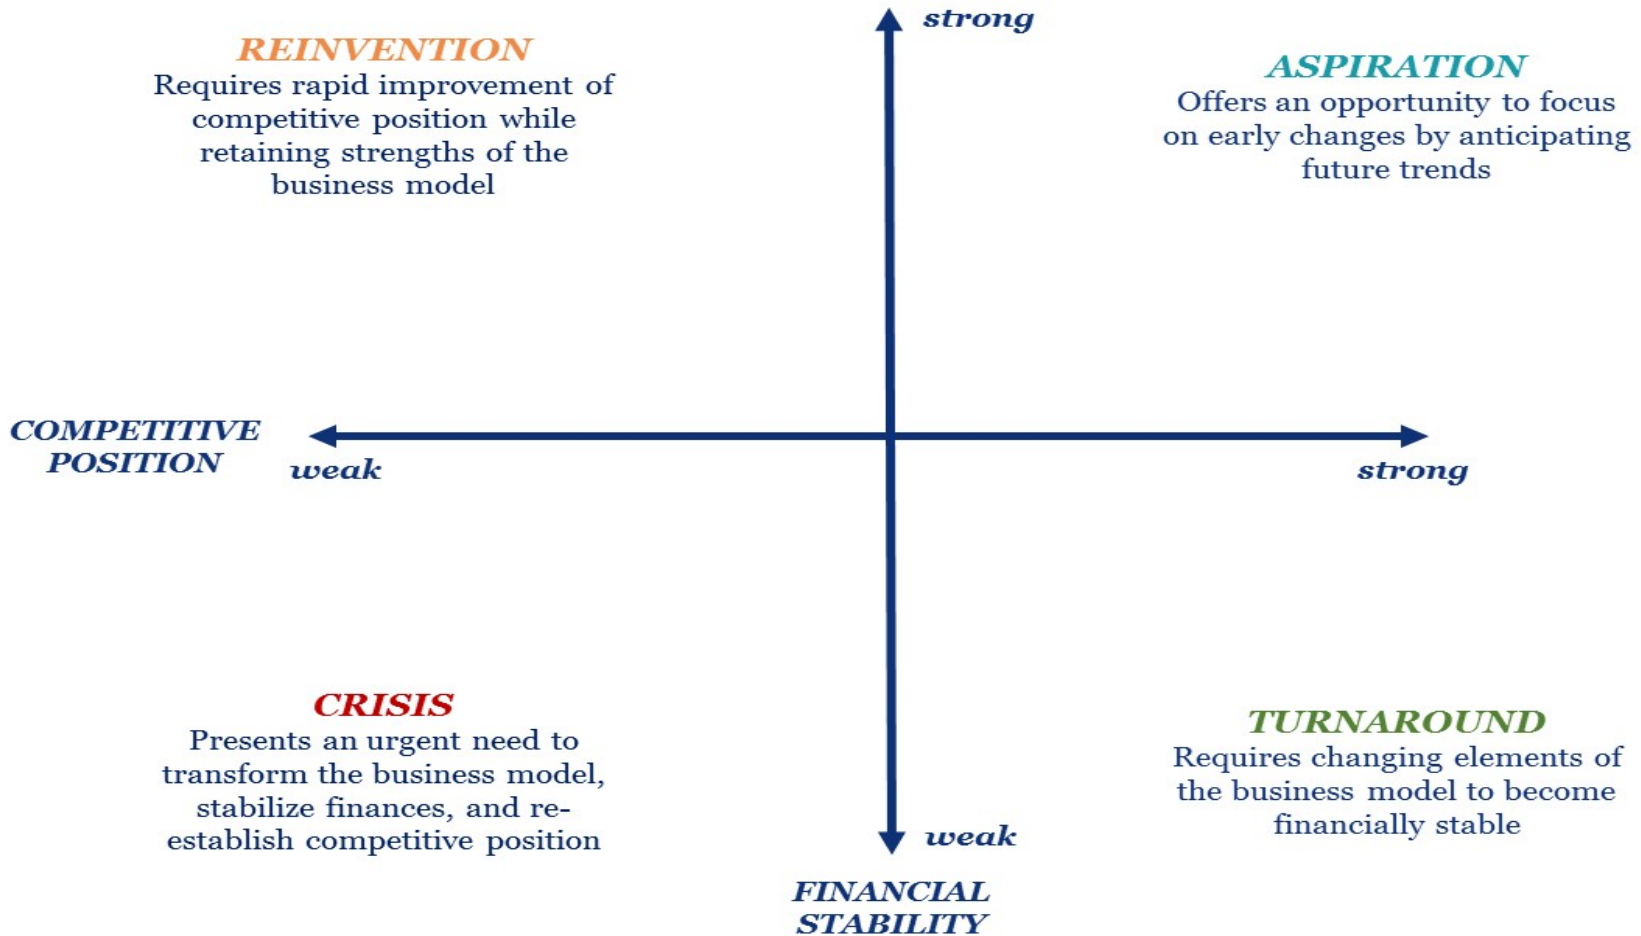 strong
REINVENTION
Requires rapid improvement of
competitive position while
retaining strengths of the
business model
ASPIRATION
Offers an opportunity to focus
on early changes by anticipating
future trends
COMPETITIVE
POSITION
weak
strong
CRISIS
Presents an urgent need to
transform the business model,
stabilize finances, and re-
establish competitive position
TURNAROUND
Requires changing elements of
the business model to become
financially stable
weak
FINANCIAL
STABILITY